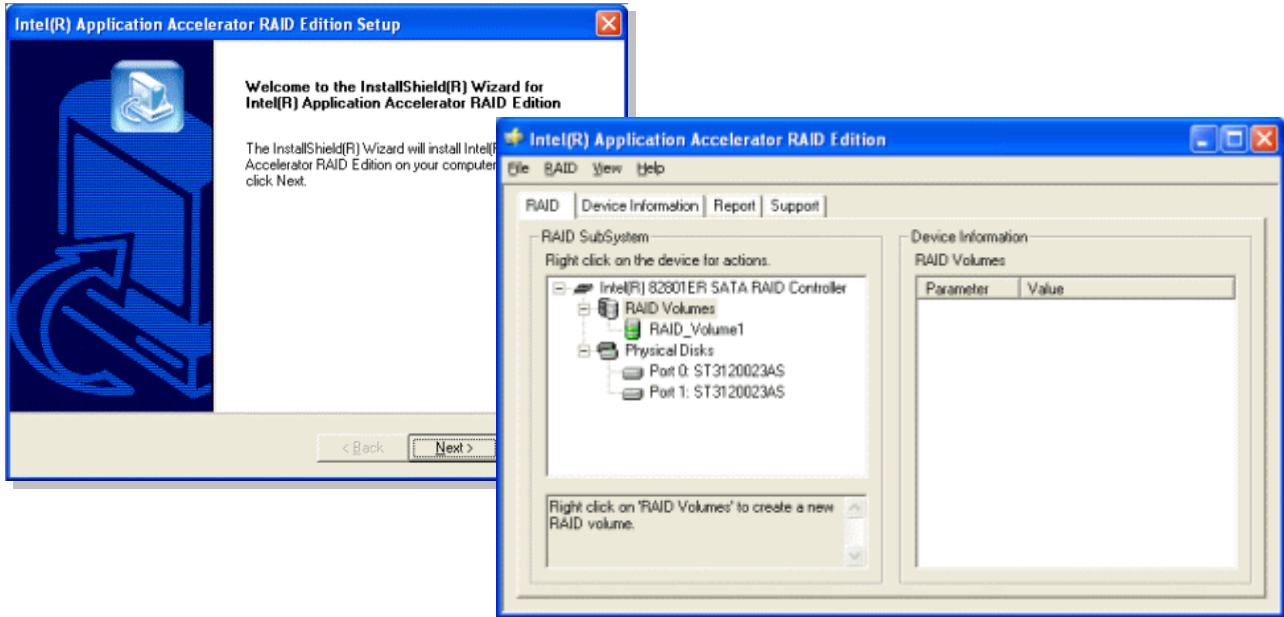 Intel(R) Application Accelerator RAID Edition Setup
Welcome to the InstallShield(R) Wizard for
Intel(R) Application Accelerator RAID Edition
The InstallShield(R) Wizard will install Intel(R)
Accelerator RAID Edition on your computer
click Next.
< Back
Next >
Intel(R) Application Accelerator RAID Edition
File RAID View Help
RAID Device Information Report Support
RAID SubSystem
Right click on the device for actions.
Intel(R) 82801ER SATA RAID Controller
RAID Volumes
RAID_Volume1
Physical Disks
Port 0: ST3120023AS
Port 1: ST3120023AS
Right click on 'RAID Volumes' to create a new
RAID volume.
Device Information
RAID Volumes
Parameter Value